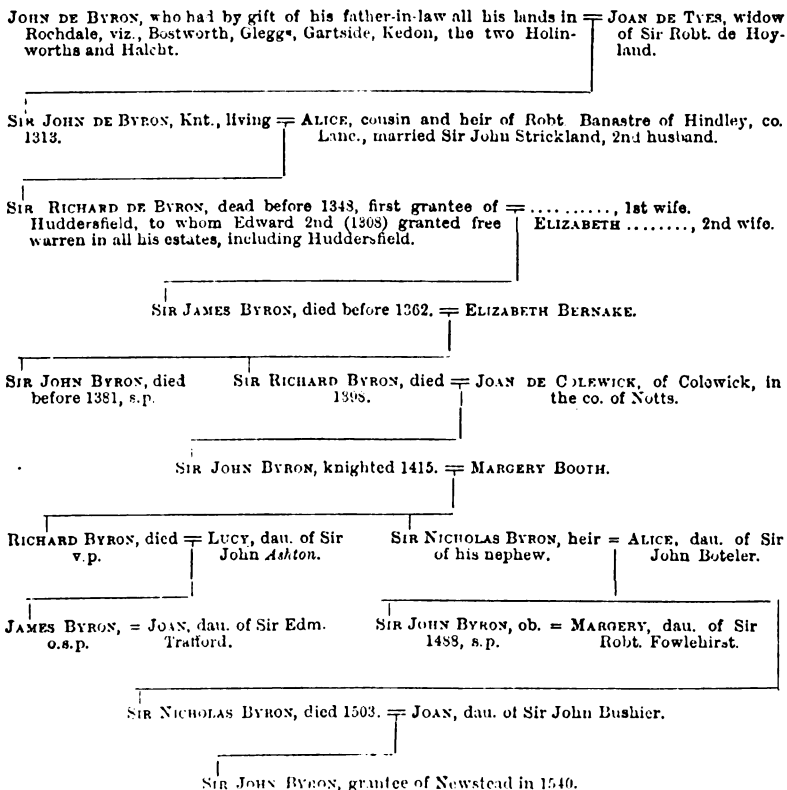 JOHN DE BYRON, who had by gift of his father-in-law all his lands in = JOAN DE TYES, widow
Rochdale, viz., Bostworth, Gleggs, Gartside, Kedon, the two Holin- of Sir Robt. de Hoy-
worths and Halcht. land.
SIR JOHN DE BYRON, Knt., living = ALICE, cousin and heir of Robt. Banastre of Hindley, co.
1313. Lanc., married Sir John Strickland, 2nd husband.
SIR RICHARD DE BYRON, dead before 1348, first grantee of = .........., 1st wife.
Huddersfield, to whom Edward 2nd (1308) granted free ELIZABETH ........, 2nd wife.
warren in all his estates, including Huddersfield.
SIR JAMES BYRON, died before 1362. = ELIZABETH BERNAKE.
SIR JOHN BYRON, died SIR RICHARD BYRON, died = JOAN DE COLEWICK, of Colowick, in
before 1381, s.p. 1398. the co. of Notts.
SIR JOHN BYRON, knighted 1415. = MARGERY BOOTH.
RICHARD BYRON, died = LUCY, dau. of Sir SIR NICHOLAS BYRON, heir = ALICE, dau. of Sir
v.p. John Ashton. of his nephew. John Boteler.
JAMES BYRON, = JOAN, dau. of Sir Edm. SIR JOHN BYRON, ob. = MARGERY, dau. of Sir
o.s.p. Trafford. 1488, s.p. Robt. Fowlehirst.
SIR NICHOLAS BYRON, died 1503. = JOAN, dau. of Sir John Bushier.
SIR JOHN BYRON, grantee of Newstead in 1540.